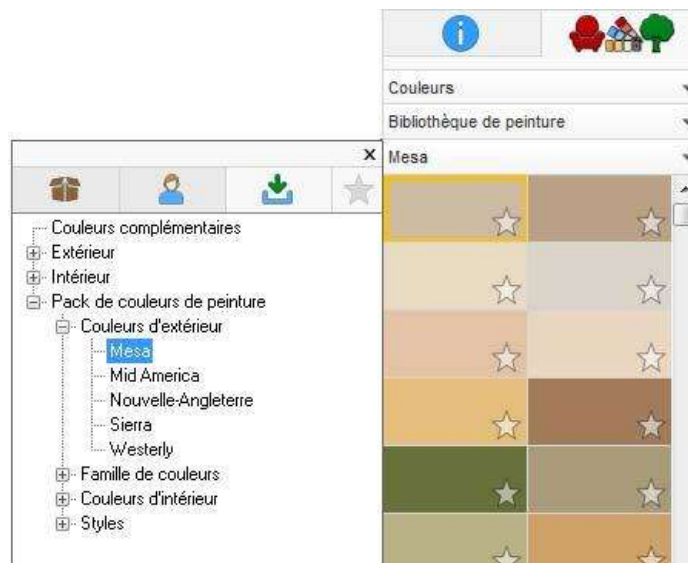 Couleurs
Bibliothèque de peinture
Mesa
x
Couleurs complémentaires
Extérieur
Intérieur
Pack de couleurs de peinture
Couleurs d'extérieur
Mesa
Mid America
Nouvelle-Angleterre
Sierra
Westerly
Famille de couleurs
Couleurs d'intérieur
Styles